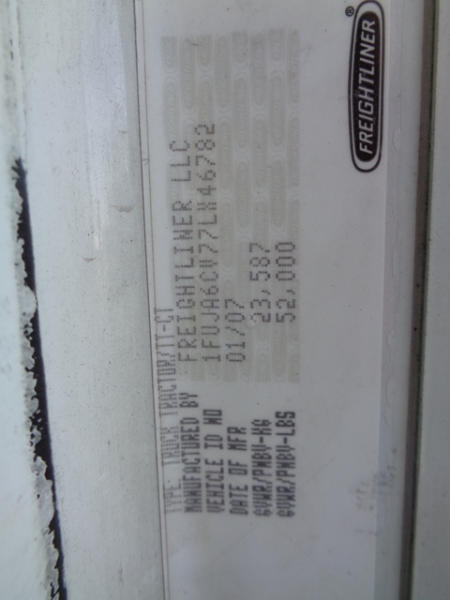 FREIGHTLINER®
TYPE: TRUCK TRACTOR/TT-CT
MANUFACTURED BY FREIGHTLINER LLC
VEHICLE ID NO 1FUJA6CV77LX46782
DATE OF MFR 01/07
GVWR/PNBV-KG 23,587
GVWR/PNBV-LBS 52,000